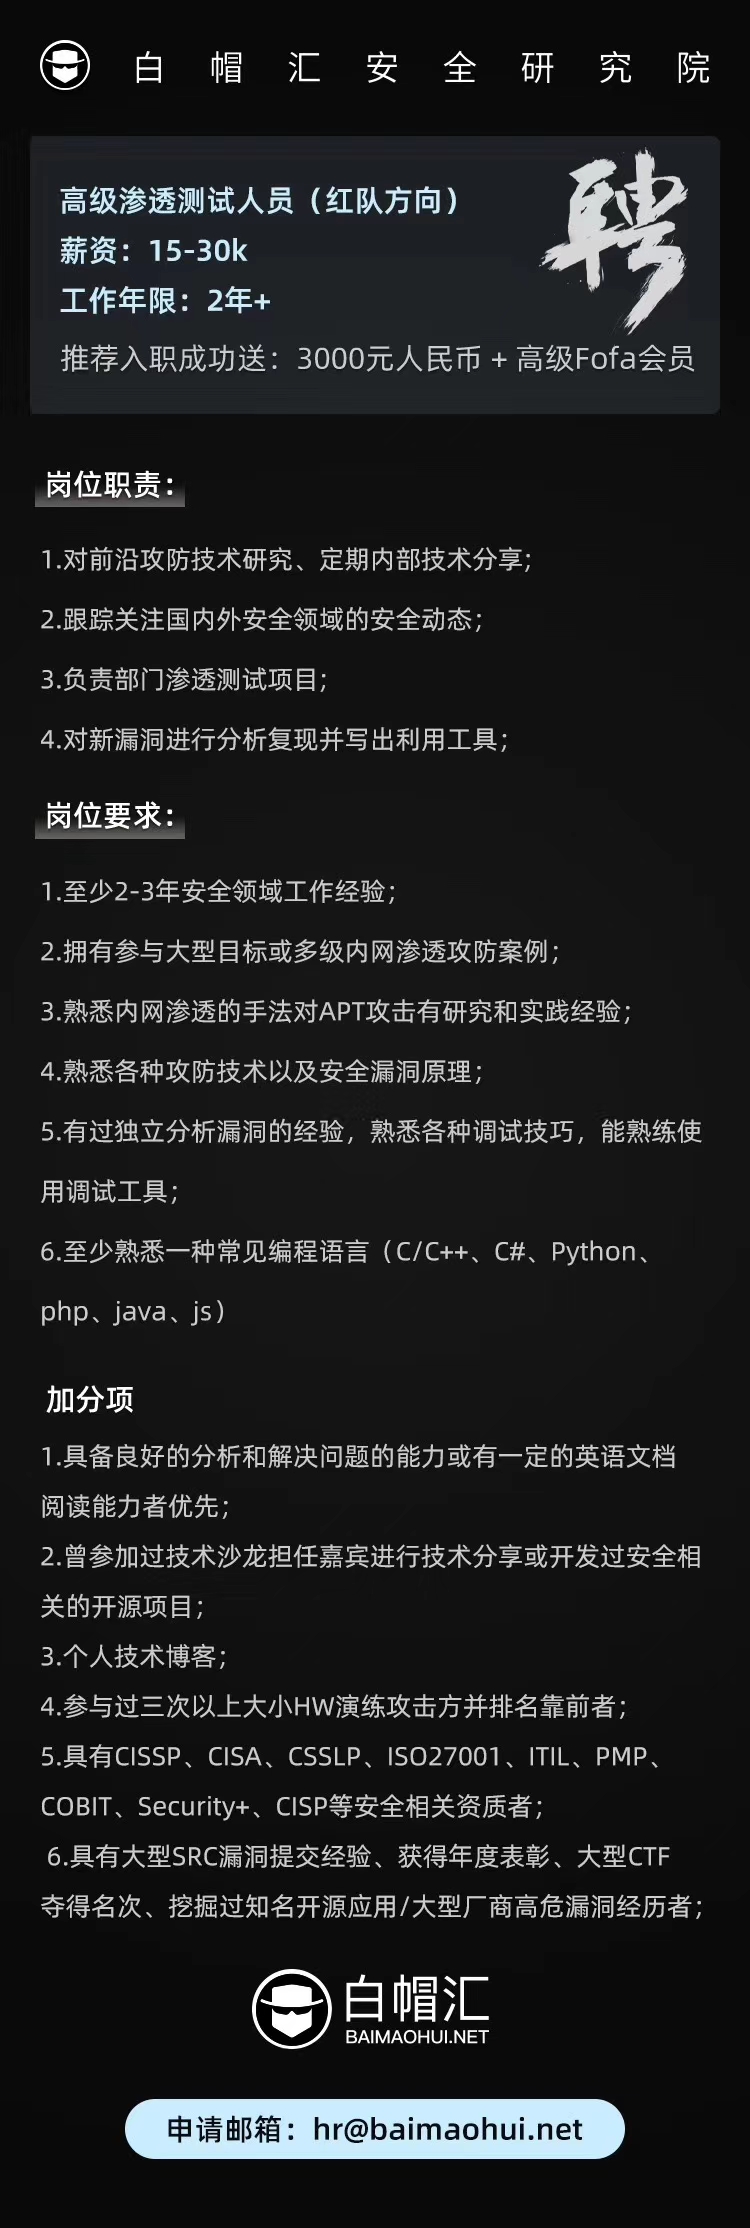 白帽汇安全研究院
聘
高级渗透测试人员（红队方向）
薪资：15-30k
工作年限：2年+
推荐入职成功送：3000元人民币 + 高级Fofa会员
岗位职责：
1.对前沿攻防技术研究、定期内部技术分享；
2.跟踪关注国内外安全领域的安全动态；
3.负责部门渗透测试项目；
4.对新漏洞进行分析复现并写出利用工具；
岗位要求：
1.至少2-3年安全领域工作经验；
2.拥有参与大型目标或多级内网渗透攻防案例；
3.熟悉内网渗透的手法对APT攻击有研究和实践经验；
4.熟悉各种攻防技术以及安全漏洞原理；
5.有过独立分析漏洞的经验，熟悉各种调试技巧，能熟练使
用调试工具；
6.至少熟悉一种常见编程语言（C/C++、C#、Python、
php、java、js）
加分项
1.具备良好的分析和解决问题的能力或有一定的英语文档
阅读能力者优先；
2.曾参加过技术沙龙担任嘉宾进行技术分享或开发过安全相
关的开源项目；
3.个人技术博客；
4.参与过三次以上大小HW演练攻击方并排名靠前者；
5.具有CISSP、CISA、CSSLP、ISO27001、ITIL、PMP、
COBIT、Security+、CISP等安全相关资质者；
6.具有大型SRC漏洞提交经验、获得年度表彰、大型CTF
夺得名次、挖掘过知名开源应用/大型厂商高危漏洞经历者；
白帽汇
BAIMAOHUI.NET
申请邮箱：hr@baimaohui.net